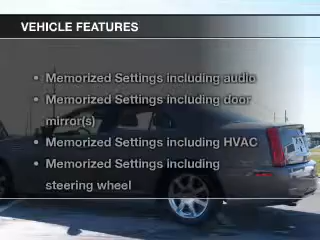 VEHICLE FEATURES
• Memorized Settings including audio
• Memorized Settings including door
mirror(s)
• Memorized Settings including HVAC
• Memorized Settings including
steering wheel